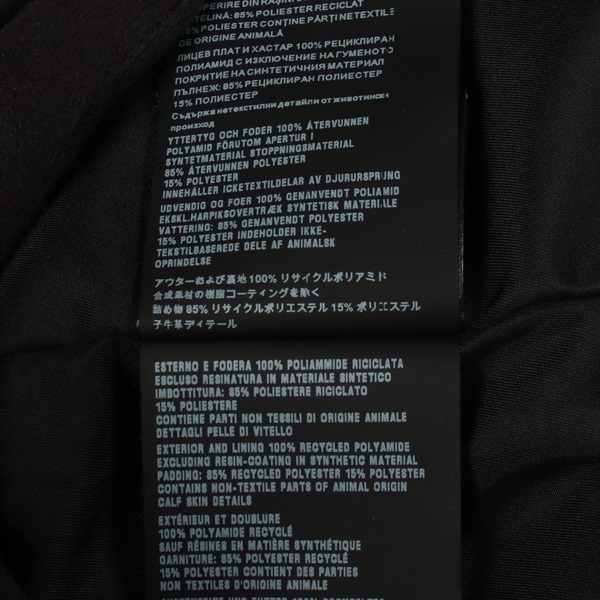 TELINĂ: 85% POLIESTER RICICLAT
% POLIESTER CONȚINE PĂRȚI NETEXTILE
DE ORIGINE ANIMALĂ
ЛИЦЕВ ПЛАТ И ХАСТАР 100% РЕЦИКЛИРАН
ПОЛИАМИД С ИЗКЛЮЧЕНИЕ НА ГУМЕНОТО
ПОКРИТИЕ НА СИНТЕТИЧНИЯ МАТЕРИАЛ
ПЪЛНЕЖ: 85% РЕЦИКЛИРАН ПОЛИЕСТЕР
15% ПОЛИЕСТЕР
Съдържа нетекстилни детайли от животински
произход
YTTERTYG OCH FODER 100% ÅTERVUNNEN
POLYAMID FÖRUTOM APERTUR I
SYNTETMATERIAL STOPPNINGSMATERIAL
85% ÅTERVUNNEN POLYESTER
15% POLYESTER
INNEHÅLLER ICKETEXTILDELAR AV DJURURSPRUNG
UDVENDIG OG FOER 100% GENANVENDT POLIAMID
EKSKL.HARPIKSOVERTRÆK SYNTETISK MATERIALE
VATTERING: 85% GENANVENDT POLYESTER
15% POLYESTER INDEHOLDER IKKE-
TEKSTILBASEREDE DELE AF ANIMALSK
OPRINDELSE
アウターおよび裏地100% リサイクルポリアミド
合成素材の樹脂コーティングを除く
詰め物 85% リサイクルポリエステル 15% ポリエステル
子牛革ディテール
ESTERNO E FODERA 100% POLIAMMIDE RICICLATA
ESCLUSO RESINATURA IN MATERIALE SINTETICO
IMBOTTITURA: 85% POLIESTERE RICICLATO
15% POLIESTERE
CONTIENE PARTI NON TESSILI DI ORIGINE ANIMALE
DETTAGLI PELLE DI VITELLO
EXTERIOR AND LINING 100% RECYCLED POLYAMIDE
EXCLUDING RESIN-COATING IN SYNTHETIC MATERIAL
PADDING: 85% RECYCLED POLYESTER 15% POLYESTER
CONTAINS NON-TEXTILE PARTS OF ANIMAL ORIGIN
CALF SKIN DETAILS
EXTÉRIEUR ET DOUBLURE
100% POLYAMIDE RECYCLÉ
SAUF RÉSINES EN MATIÈRE SYNTHÉTIQUE
GARNITURE: 85% POLYESTER RECYCLÉ
15% POLYESTER CONTIENT DES PARTIES
NON TEXTILES D'ORIGINE ANIMALE